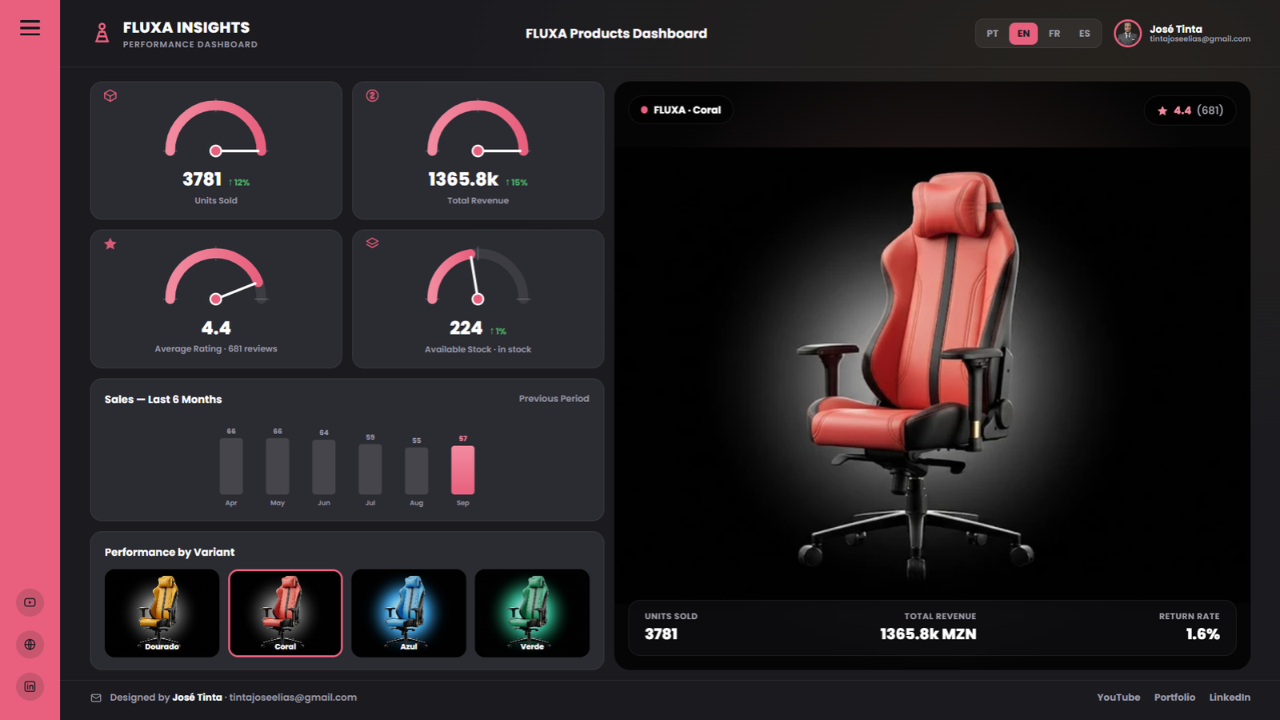 FLUXA INSIGHTS
PERFORMANCE DASHBOARD
FLUXA Products Dashboard
PT EN FR ES
José Tinta
tintajoseelias@gmail.com
3781 ↑12%
Units Sold
1365.8k ↑15%
Total Revenue
4.4
Average Rating · 681 reviews
224 ↑1%
Available Stock · in stock
Sales — Last 6 Months
Previous Period
66 66 64 59 55 57
Apr May Jun Jul Aug Sep
Performance by Variant
Dourado Coral Azul Verde
FLUXA · Coral
★ 4.4 (681)
UNITS SOLD TOTAL REVENUE RETURN RATE
3781 1365.8k MZN 1.6%
Designed by José Tinta · tintajoseelias@gmail.com
YouTube Portfolio LinkedIn